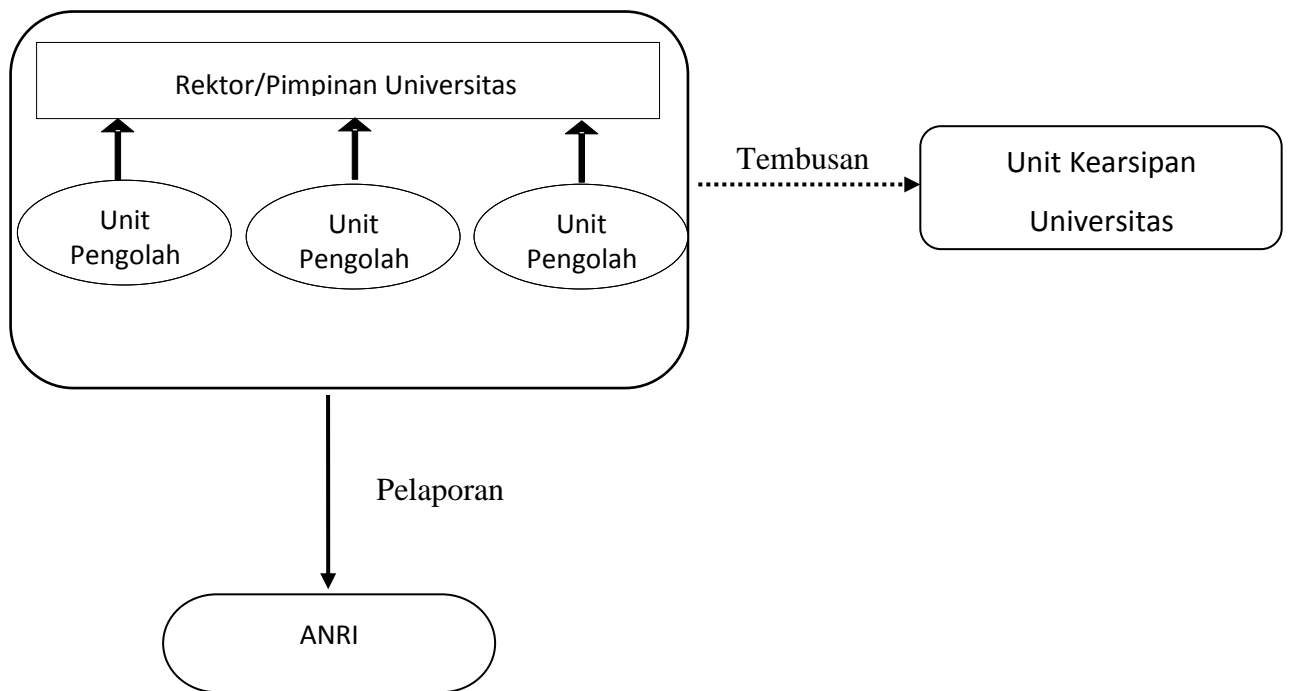 Rektor/Pimpinan Universitas
Unit
Pengolah
Unit
Pengolah
Unit
Pengolah
Tembusan
Unit Kearsipan
Universitas
Pelaporan
ANRI